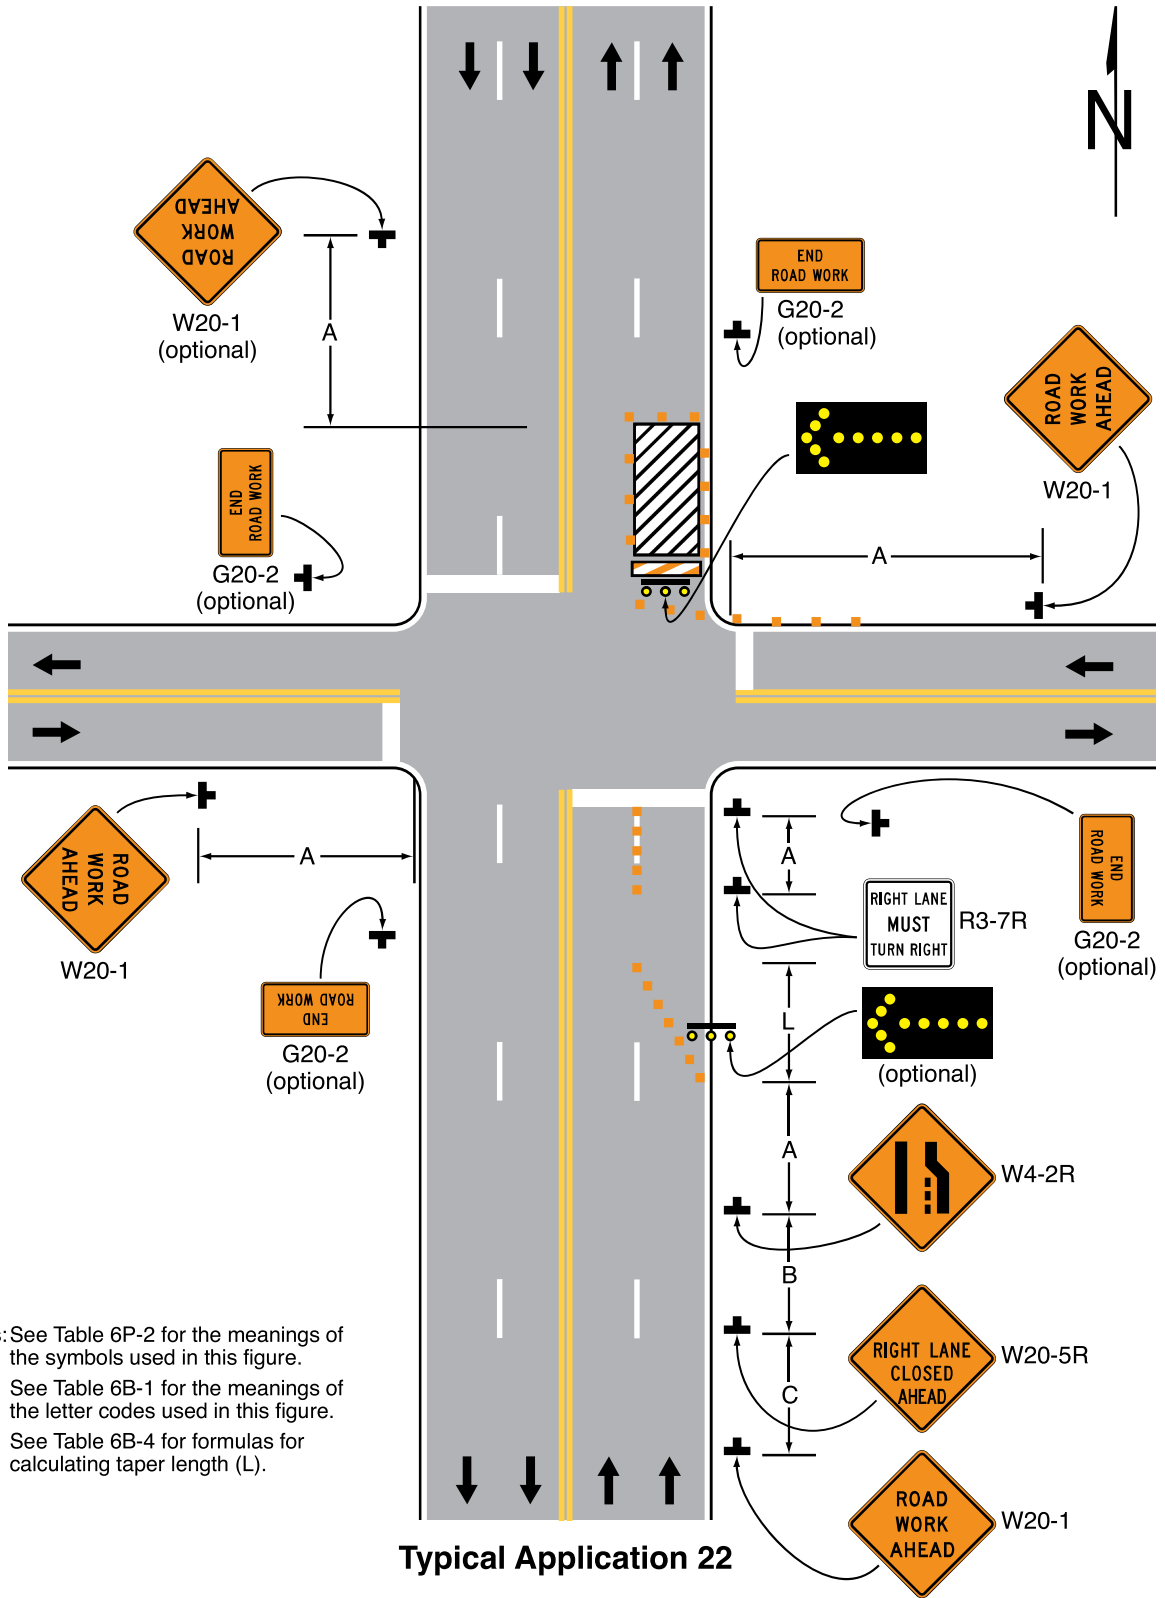 N
ROAD
WORK
AHEAD
W20-1
(optional)
A
END
ROAD WORK
G20-2
(optional)
ROAD
WORK
AHEAD
W20-1
A
END
ROAD WORK
G20-2
(optional)
ROAD
WORK
AHEAD
W20-1
A
END
ROAD WORK
G20-2
(optional)
A
RIGHT LANE
MUST
TURN RIGHT
R3-7R
END
ROAD WORK
G20-2
(optional)
L
(optional)
A
W4-2R
B
RIGHT LANE
CLOSED
AHEAD
W20-5R
C
ROAD
WORK
AHEAD
W20-1
See Table 6P-2 for the meanings of
the symbols used in this figure.
See Table 6B-1 for the meanings of
the letter codes used in this figure.
See Table 6B-4 for formulas for
calculating taper length (L).
Typical Application 22